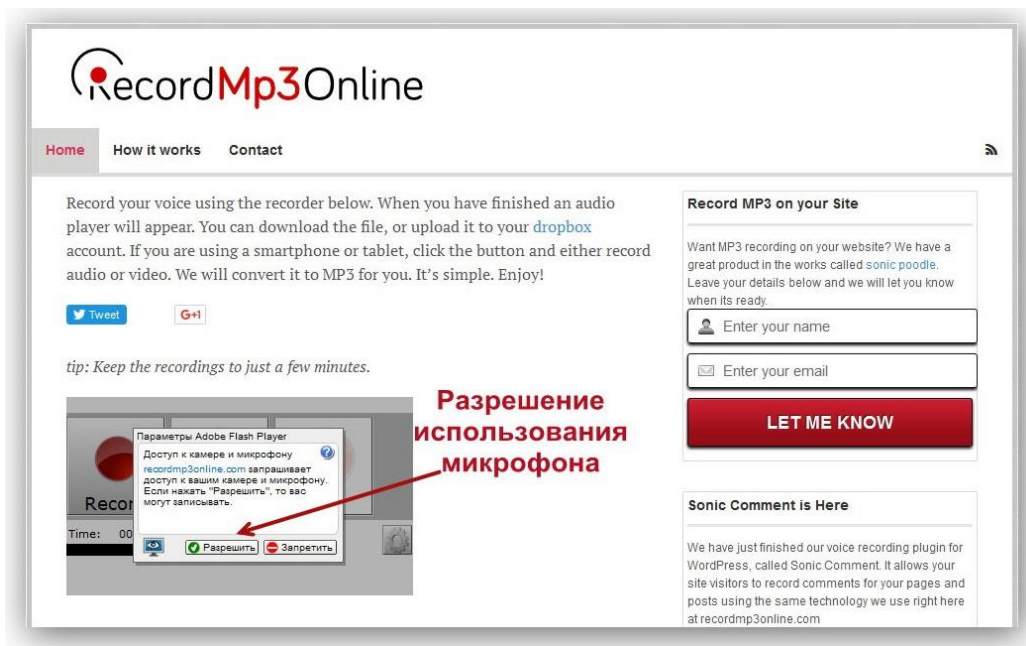 RecordMp3Online
Home How it works Contact
Record your voice using the recorder below. When you have finished an audio
player will appear. You can download the file, or upload it to your dropbox
account. If you are using a smartphone or tablet, click the button and either record
audio or video. We will convert it to MP3 for you. It’s simple. Enjoy!
Tweet
G+1
tip: Keep the recordings to just a few minutes.
Разрешение
использования
микрофона
Параметры Adobe Flash Player
Доступ к камере и микрофону
recordmp3online.com запрашивает
доступ к вашим камере и микрофону.
Если нажать "Разрешить", то вас
могут записывать.
Разрешить Запретить
Recor
Time: 00
Record MP3 on your Site
Want MP3 recording on your website? We have a
great product in the works called sonic poodle.
Leave your details below and we will let you know
when its ready.
Enter your name
Enter your email
LET ME KNOW
Sonic Comment is Here
We have just finished our voice recording plugin for
WordPress, called Sonic Comment. It allows your
site visitors to record comments for your pages and
posts using the same technology we use right here
at recordmp3online.com